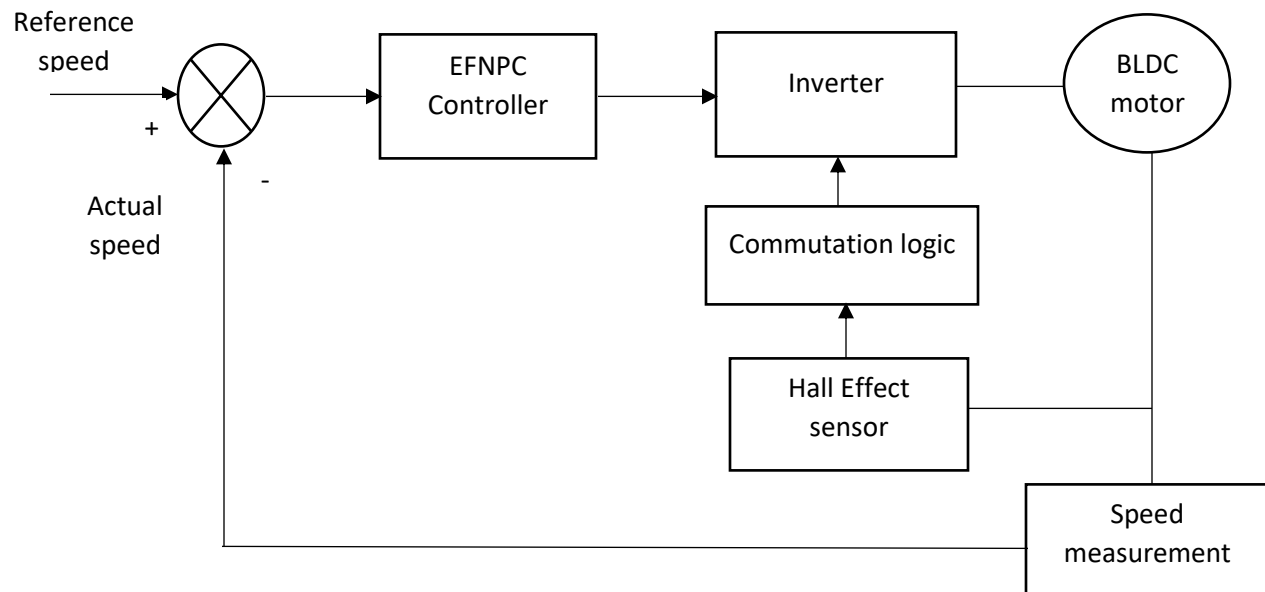 Reference
speed
+
-
Actual
speed
EFNPC
Controller
Inverter
BLDC
motor
Commutation logic
Hall Effect
sensor
Speed
measurement